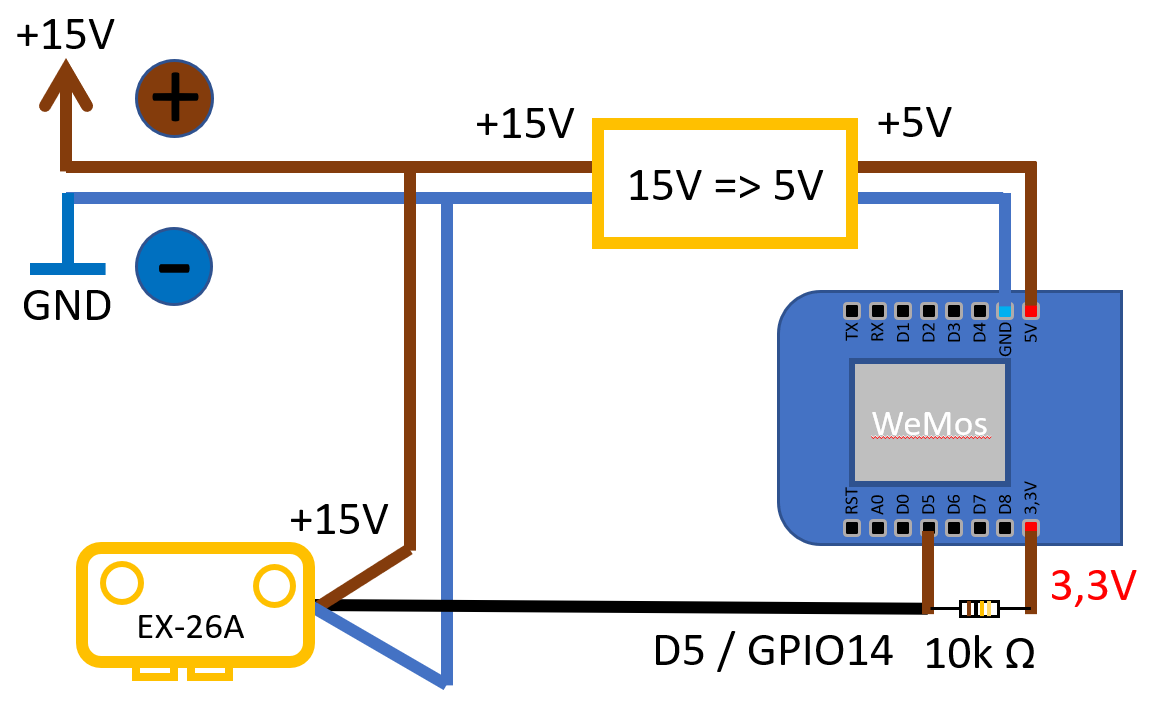 +15V
+
+15V
+5V
15V => 5V
-
GND
TX
RX
D1
D2
D3
D4
GND
5V
WeMos
RST
A0
D0
D5
D6
D7
D8
3,3V
+15V
EX-26A
3,3V
D5 / GPIO14
10k Ω